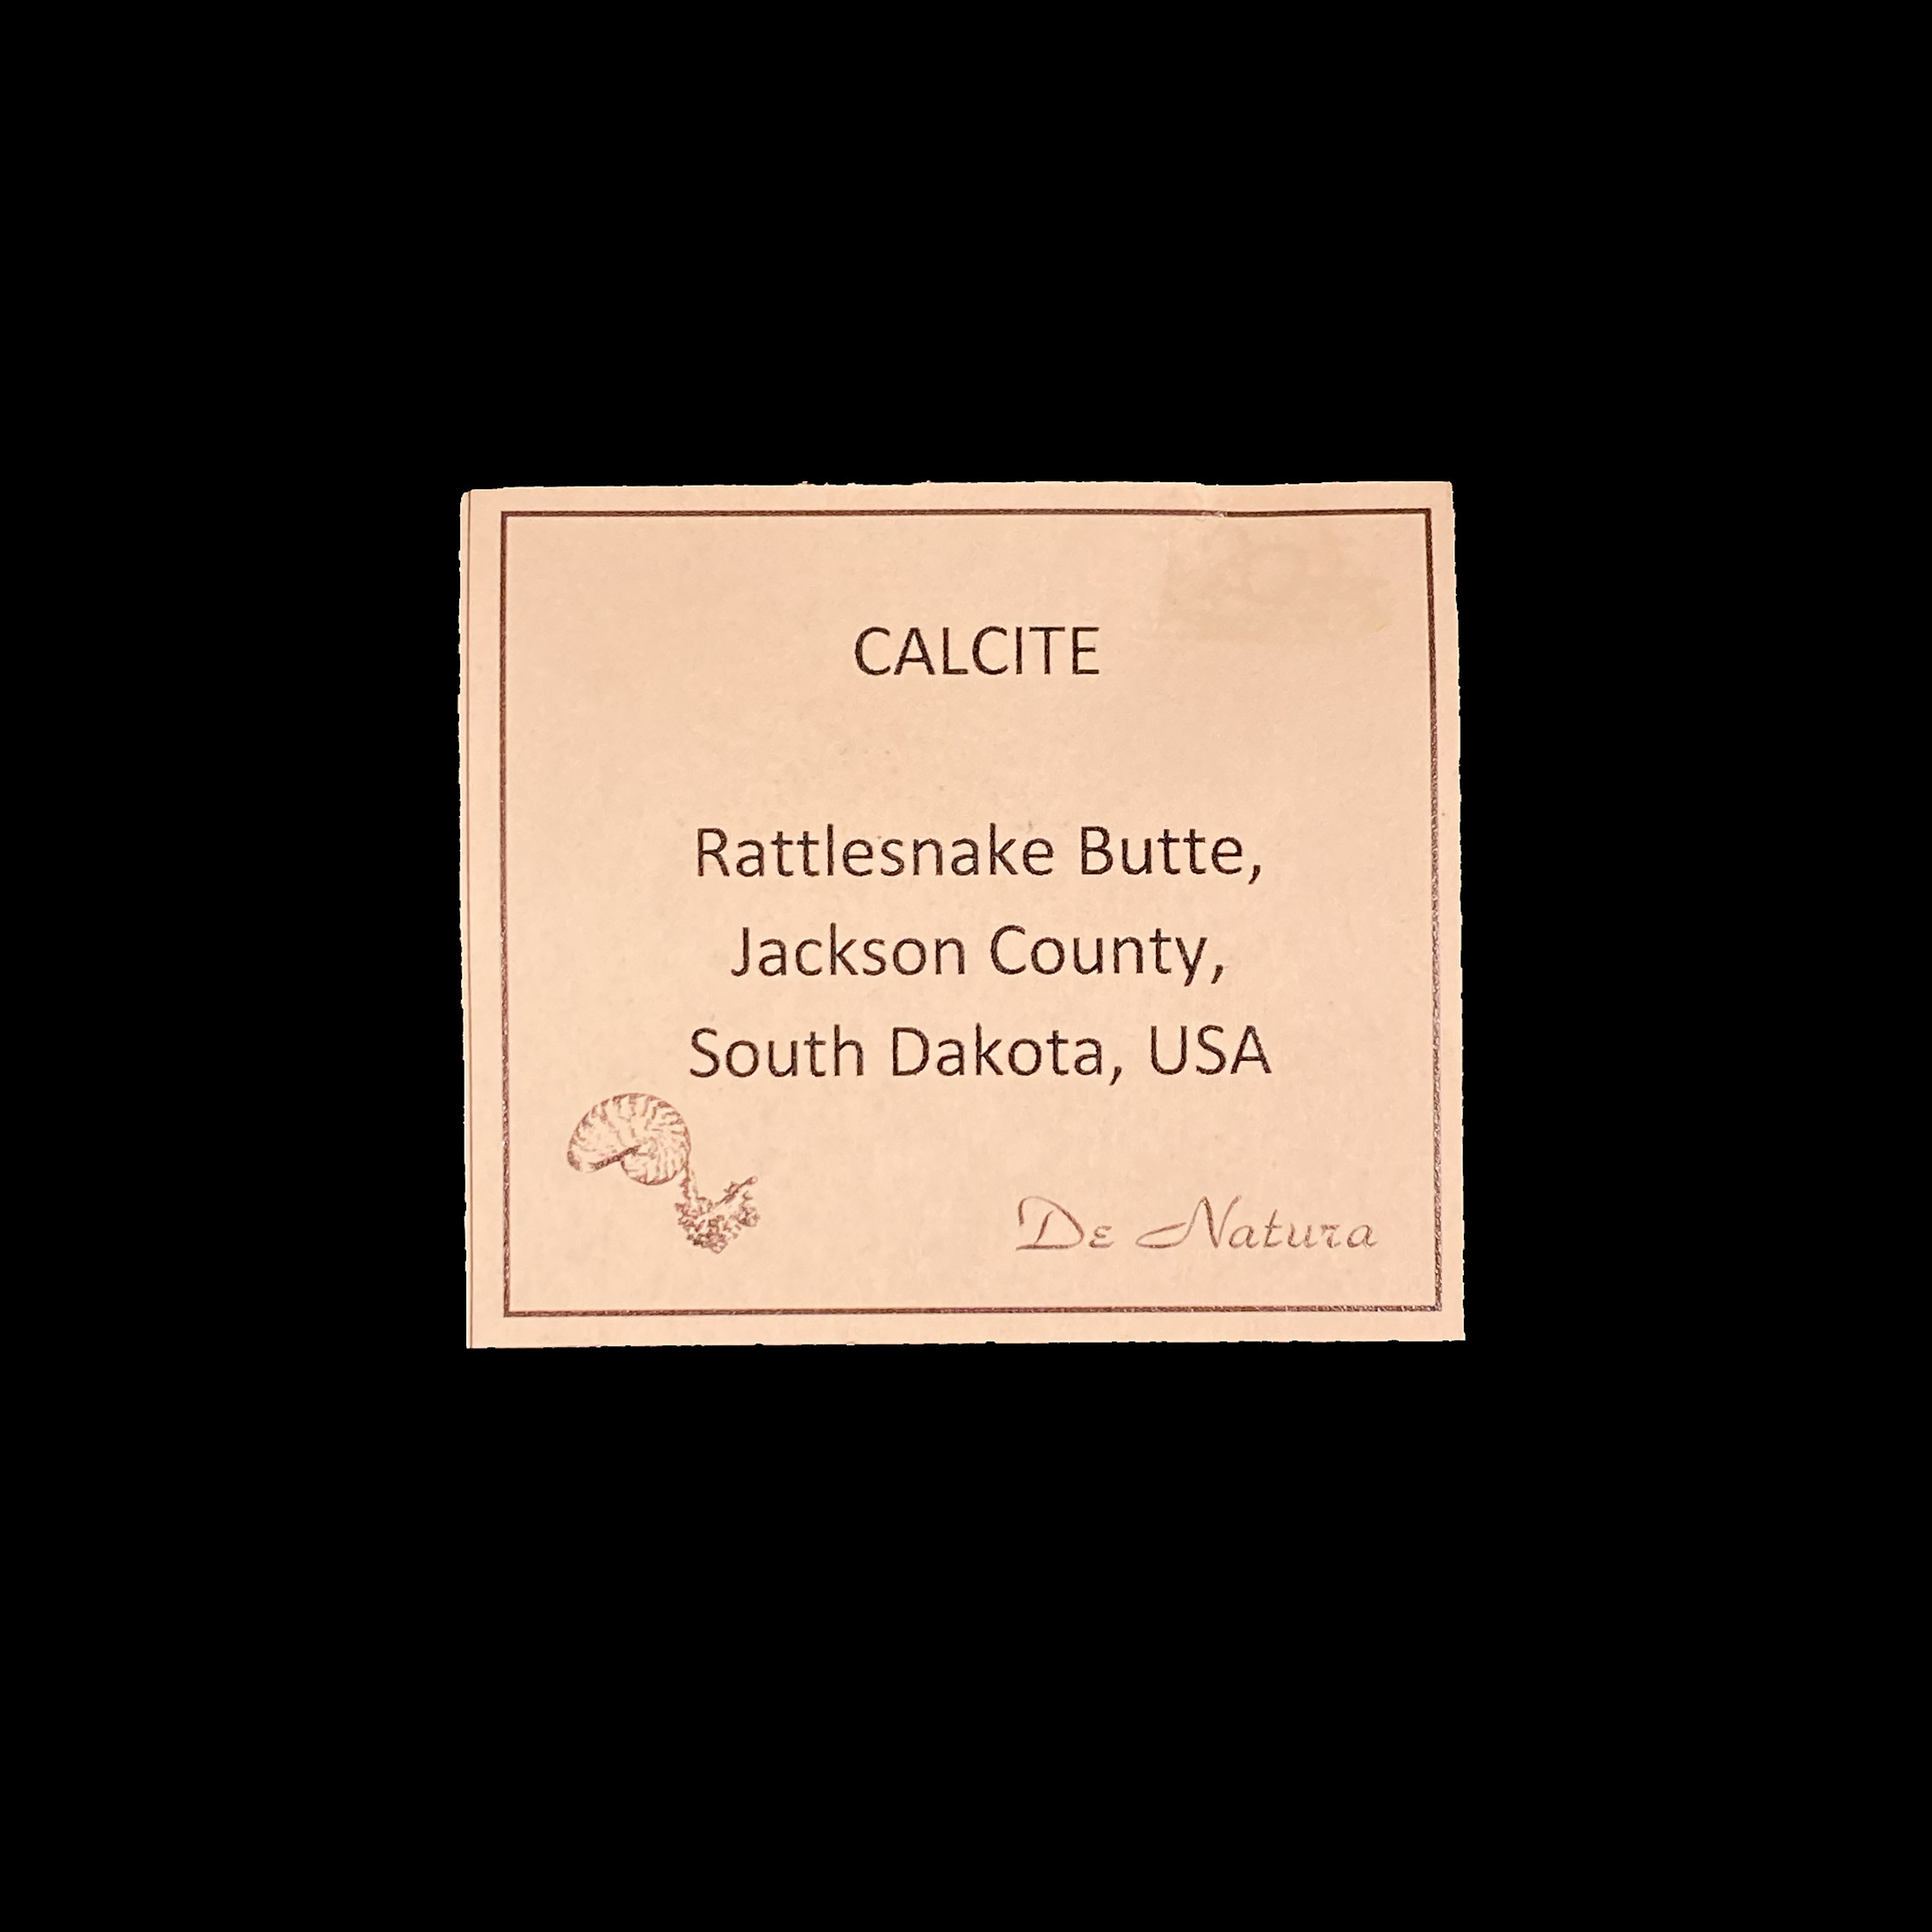 CALCITE
Rattlesnake Butte,
Jackson County,
South Dakota, USA
De Natura